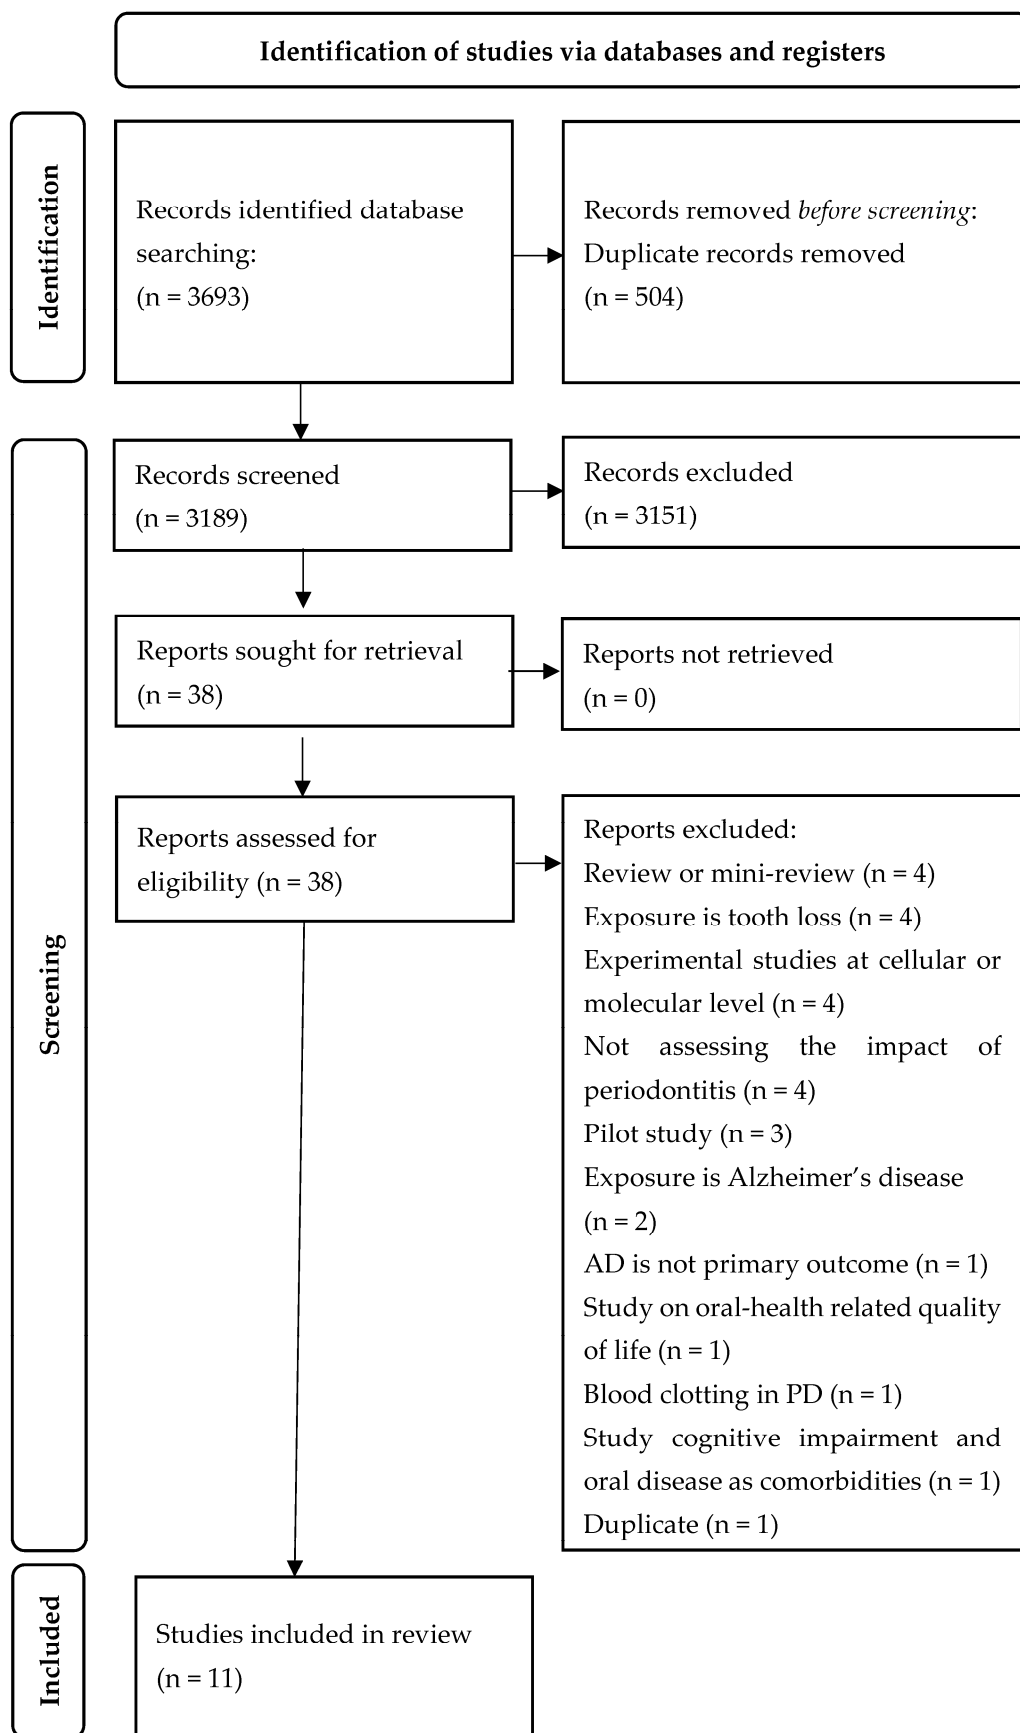 Identification of studies via databases and registers
Identification
Records identified database
searching:
(n = 3693)
Records removed before screening:
Duplicate records removed
(n = 504)
Screening
Records screened
(n = 3189)
Records excluded
(n = 3151)
Reports sought for retrieval
(n = 38)
Reports not retrieved
(n = 0)
Reports assessed for
eligibility (n = 38)
Reports excluded:
Review or mini-review (n = 4)
Exposure is tooth loss (n = 4)
Experimental studies at cellular or
molecular level (n = 4)
Not assessing the impact of
periodontitis (n = 4)
Pilot study (n = 3)
Exposure is Alzheimer’s disease
(n = 2)
AD is not primary outcome (n = 1)
Study on oral-health related quality
of life (n = 1)
Blood clotting in PD (n = 1)
Study cognitive impairment and
oral disease as comorbidities (n = 1)
Duplicate (n = 1)
Included
Studies included in review
(n = 11)